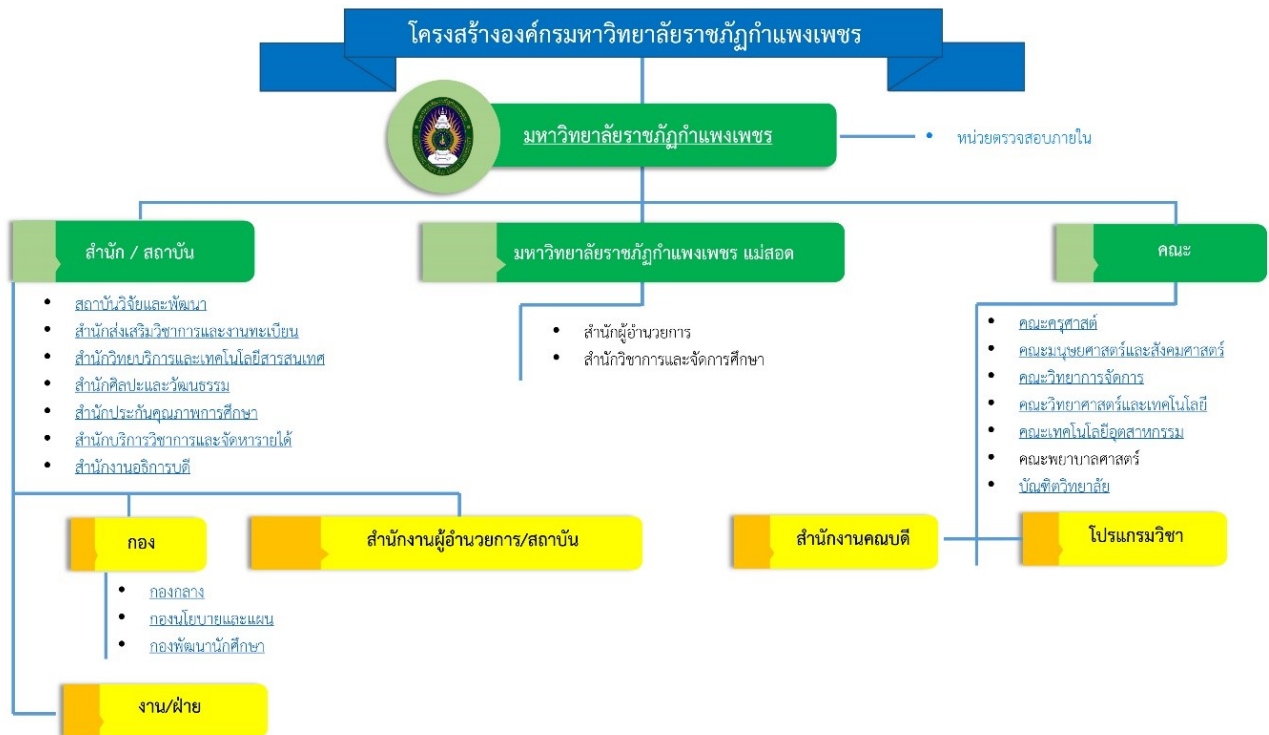 โครงสร้างองค์กรมหาวิทยาลัยราชภัฏกำแพงเพชร
มหาวิทยาลัยราชภัฏกำแพงเพชร
• หน่วยตรวจสอบภายใน
สำนัก / สถาบัน
• สถาบันวิจัยและพัฒนา
• สำนักส่งเสริมวิชาการและงานทะเบียน
• สำนักวิทยบริการและเทคโนโลยีสารสนเทศ
• สำนักศิลปะและวัฒนธรรม
• สำนักประกันคุณภาพการศึกษา
• สำนักบริการวิชาการและจัดหารายได้
• สำนักงานอธิการบดี
กอง
• กองกลาง
• กองนโยบายและแผน
• กองพัฒนานักศึกษา
สำนักงานผู้อำนวยการ/สถาบัน
งาน/ฝ่าย
มหาวิทยาลัยราชภัฏกำแพงเพชร แม่สอด
• สำนักผู้อำนวยการ
• สำนักวิชาการและจัดการศึกษา
คณะ
• คณะครุศาสต์
• คณะมนุษยศาสตร์และสังคมศาสตร์
• คณะวิทยาการจัดการ
• คณะวิทยาศาสตร์และเทคโนโลยี
• คณะเทคโนโลยีอุตสาหกรรม
• คณะพยาบาลศาสตร์
• บัณฑิตวิทยาลัย
สำนักงานคณบดี
โปรแกรมวิชา